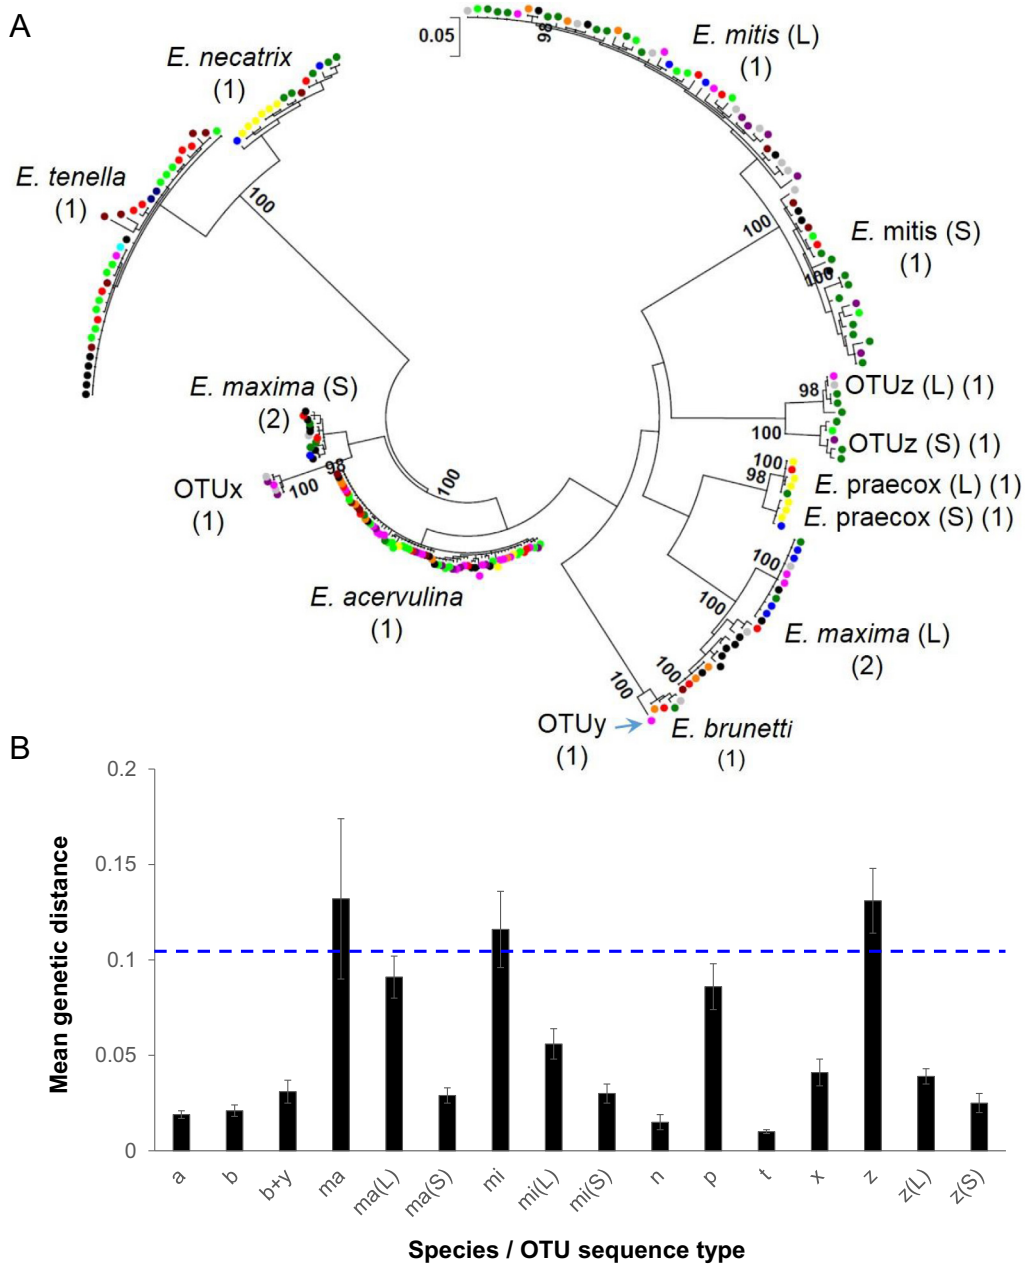 A
0.05
98
E. mitis (L)
(1)
E. necatrix
(1)
E. tenella
(1)
100
100
E. mitis (S)
(1)
100
E. maxima (S)
(2)
98
OTUz (L) (1)
100
OTUz (S) (1)
98
100
OTUx
(1)
100
100
98
E. praecox (L) (1)
E. praecox (S) (1)
E. acervulina
(1)
100
100
E. maxima (L)
(2)
100
100
OTUy
(1)
E. brunetti
(1)
B
0.2
0.15
0.1
0.05
0
Mean genetic distance
a
b
b+y
ma
ma(L)
ma(S)
mi
mi(L)
mi(S)
n
p
t
x
z
z(L)
z(S)
Species / OTU sequence type